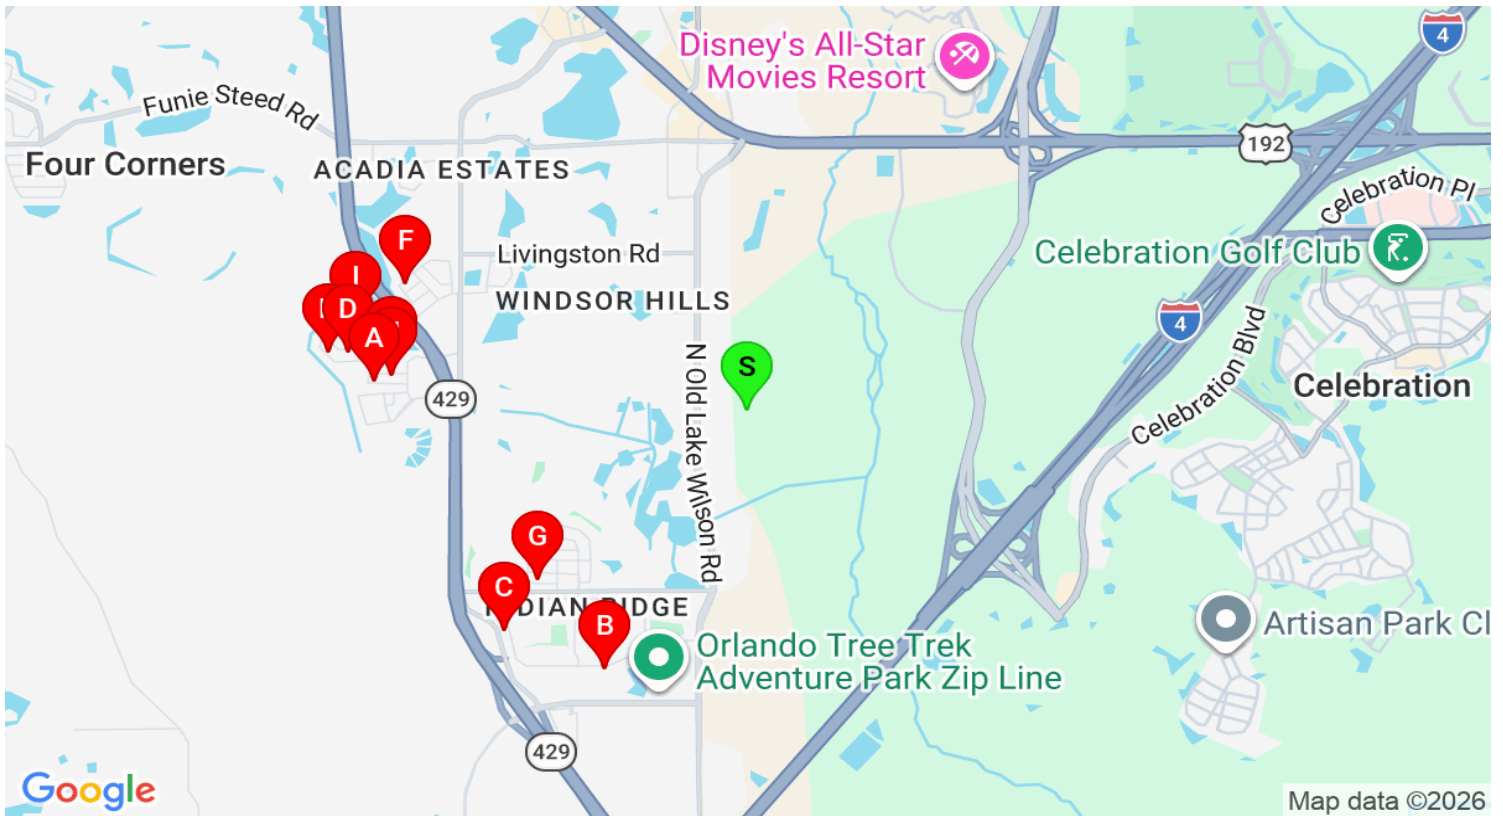 Disney's All-Star
Movies Resort
4
Funie Steed Rd
192
Four Corners
ACADIA ESTATES
Celebration Pl
F
Livingston Rd
Celebration Golf Club
I
WINDSOR HILLS
D
A
4
N Old Lake Wilson Rd
S
Celebration Blvd
Celebration
429
G
C
B
RIDGE
Orlando Tree Trek
Adventure Park Zip Line
Artisan Park Cl
429
Google
Map data ©2026